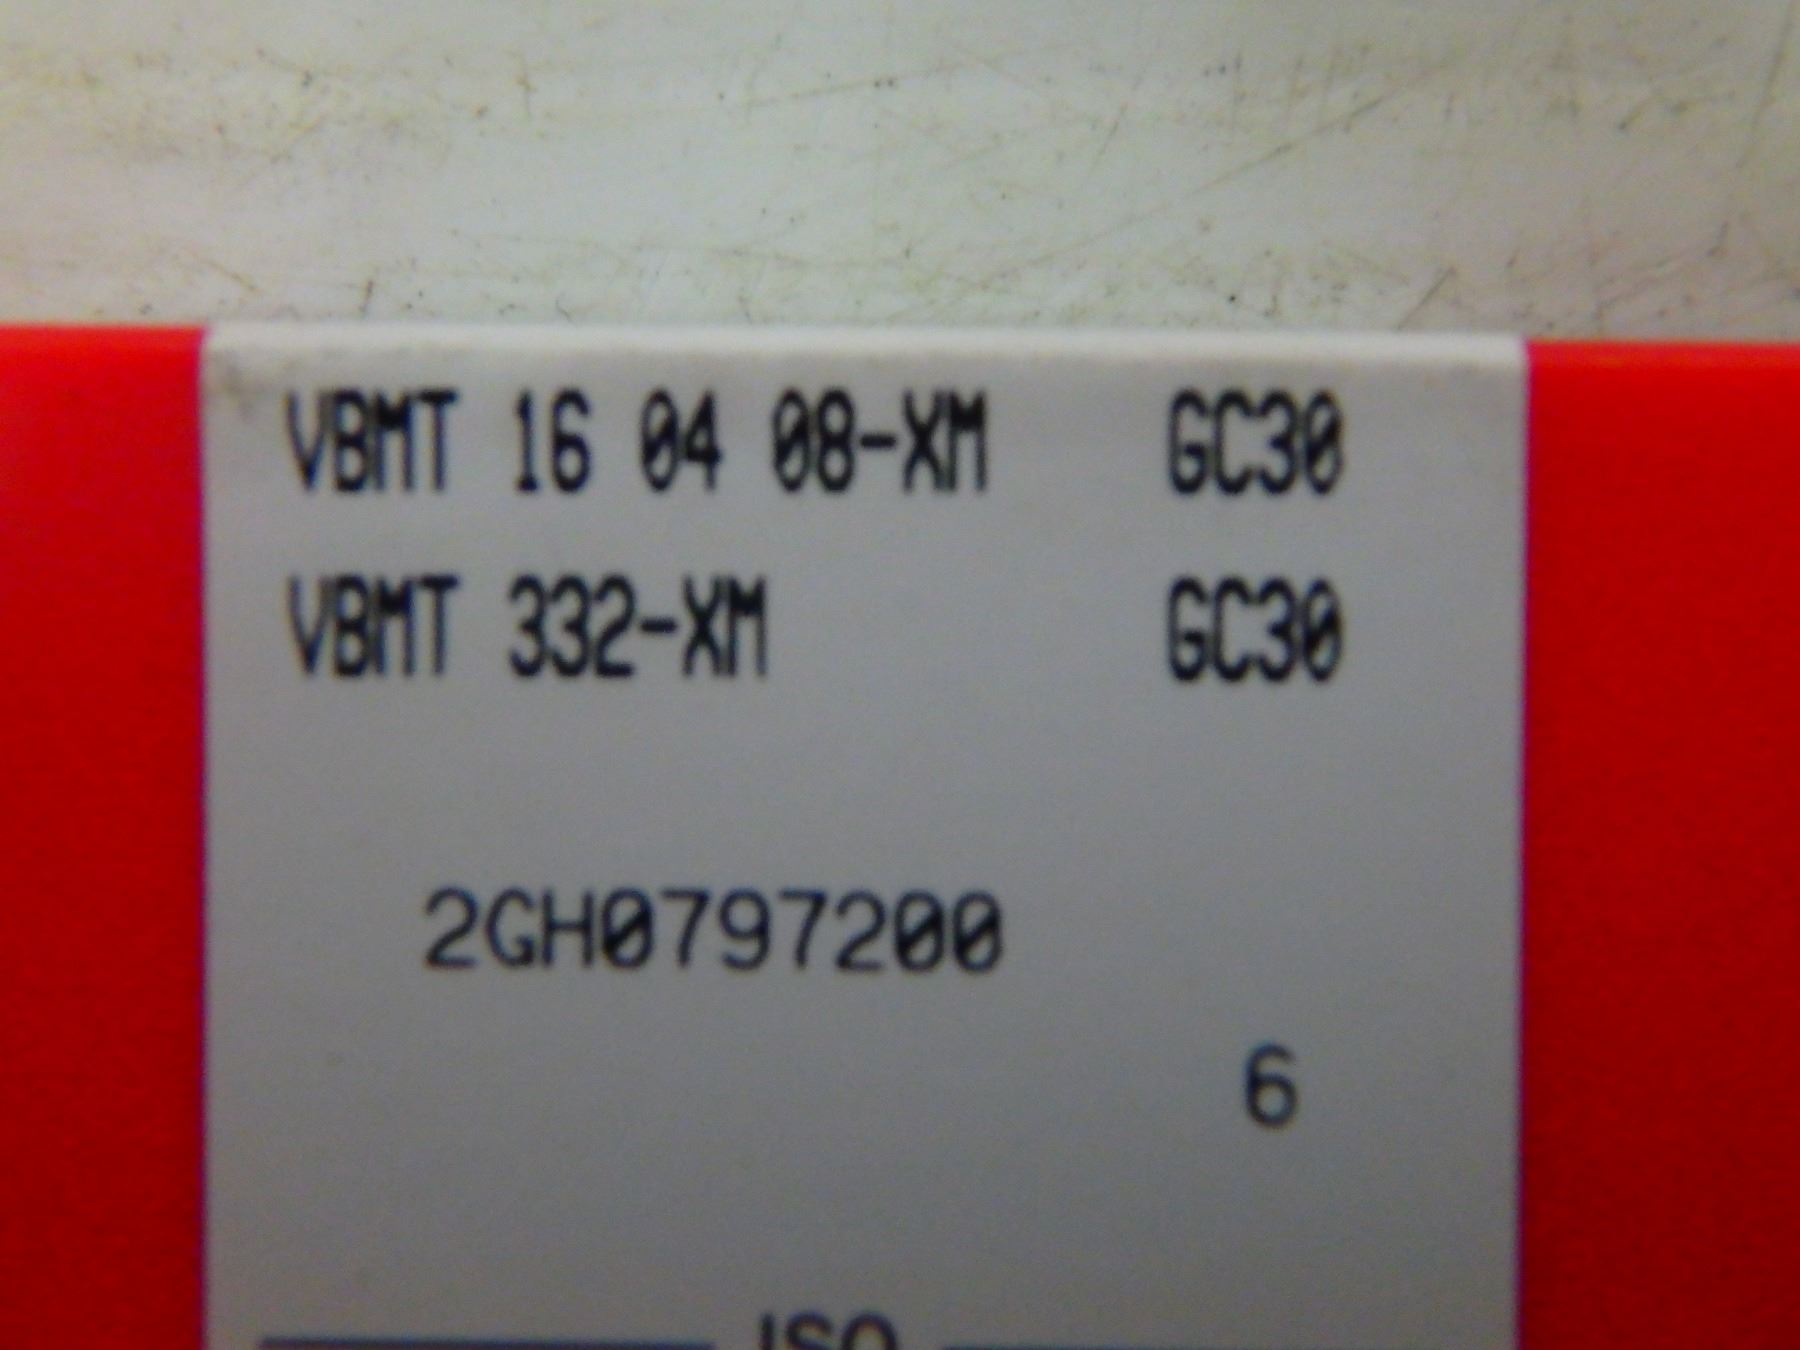 VBMT 16 04 08-XM GC30
VBMT 332-XM GC30
2GH0797200
6
ISO